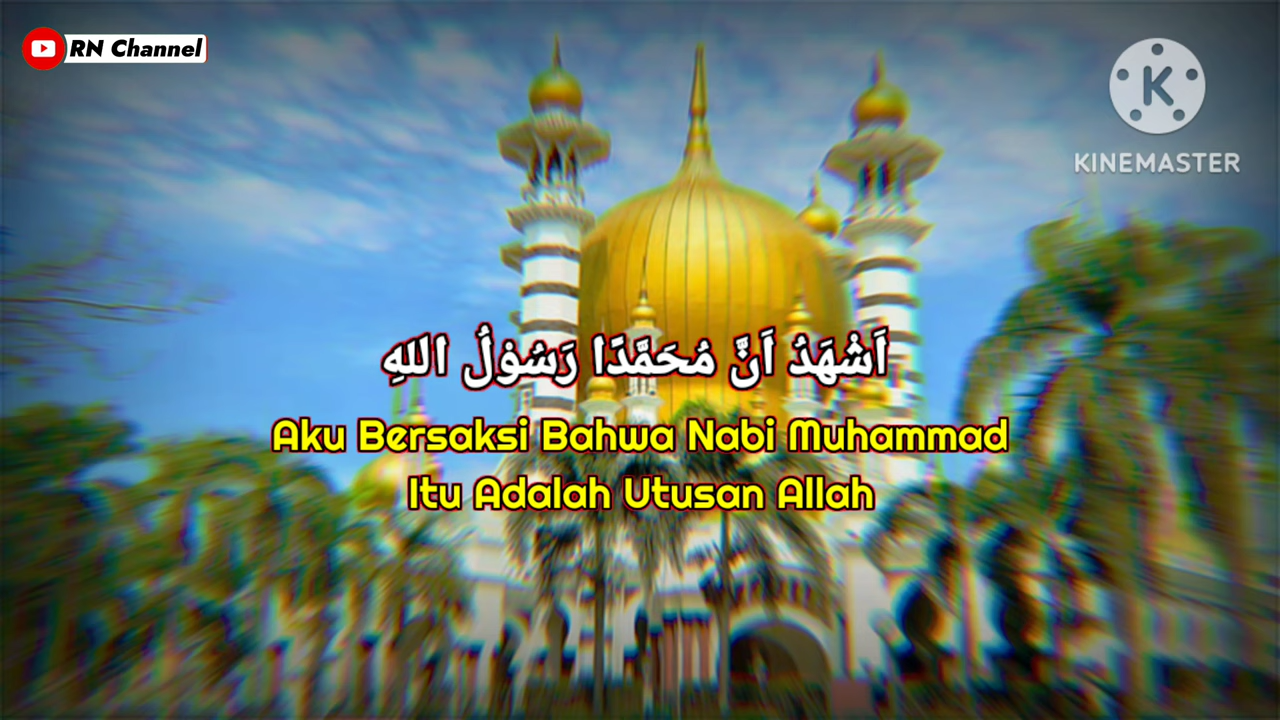 RN Channel
KINEMASTER
اَشْهَدُ اَنَّ مُحَمَّدًا رَسُوْلُ اللهِ
Aku Bersaksi Bahwa Nabi Muhammad
Itu Adalah Utusan Allah